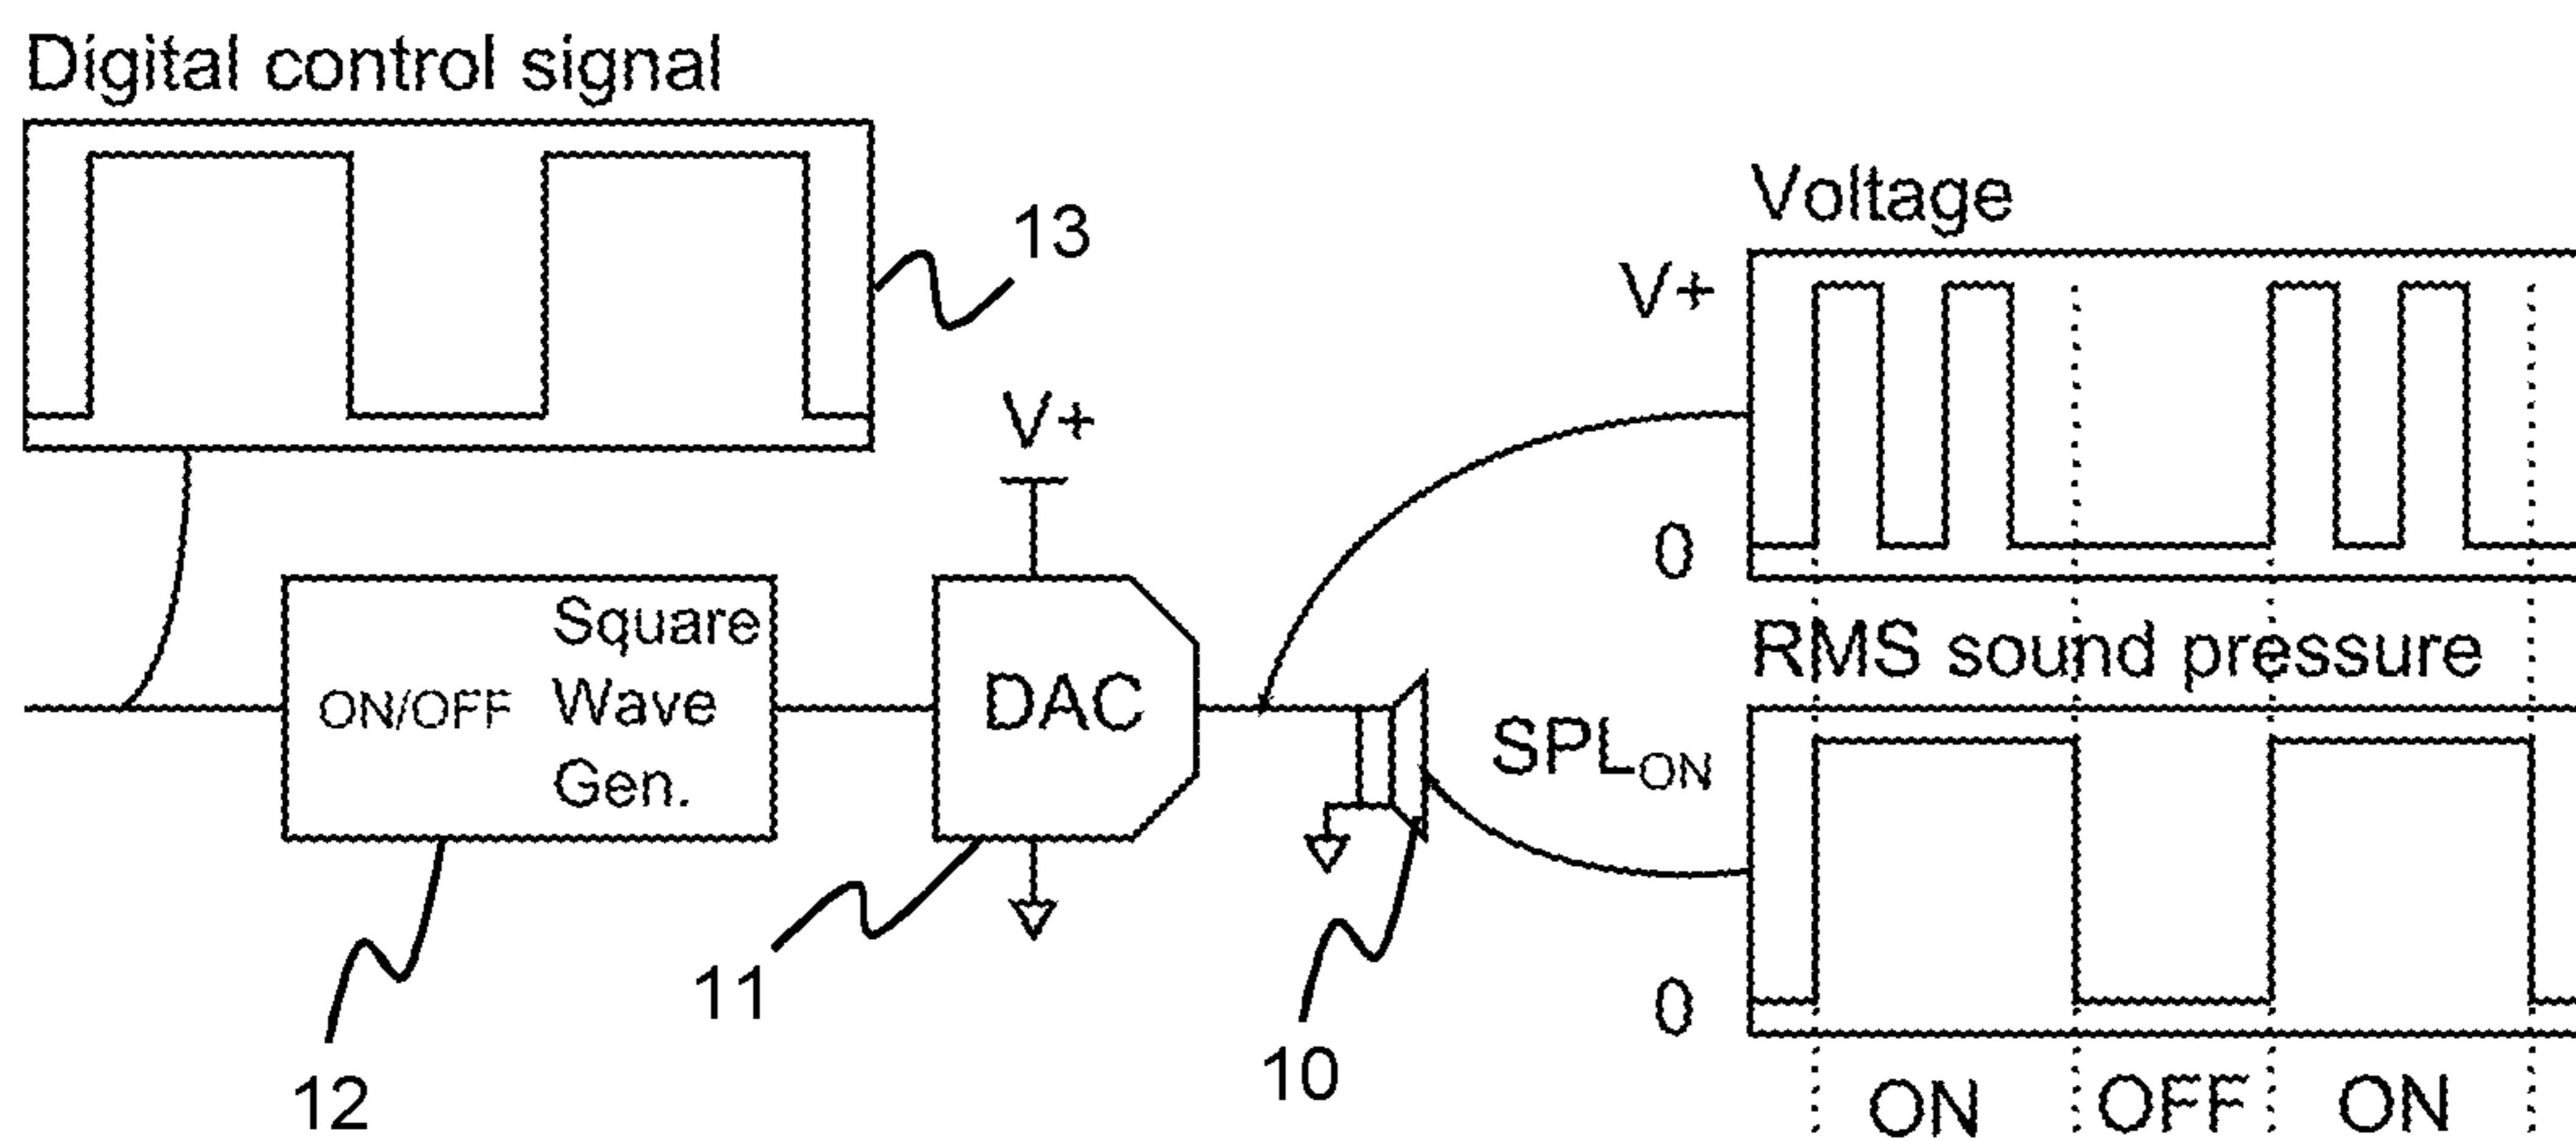 Digital control signal
13
Voltage
V+
0
V+
ON/OFF
Square
Wave
Gen.
DAC
SPL_ON
RMS sound pressure
0
12
11
10
ON
OFF
ON